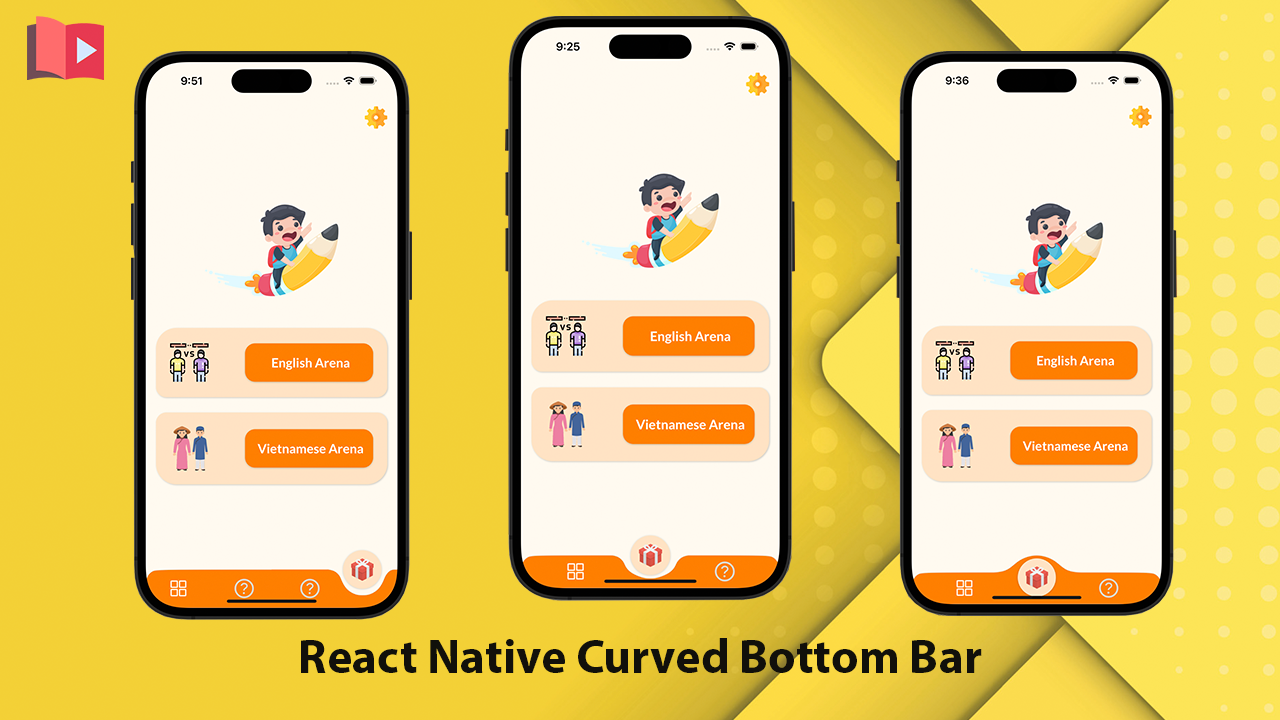 9:51
English Arena
Vietnamese Arena
?
?
9:25
VS
English Arena
Vietnamese Arena
?
9:36
VS
English Arena
Vietnamese Arena
?
VS
React Native Curved Bottom Bar